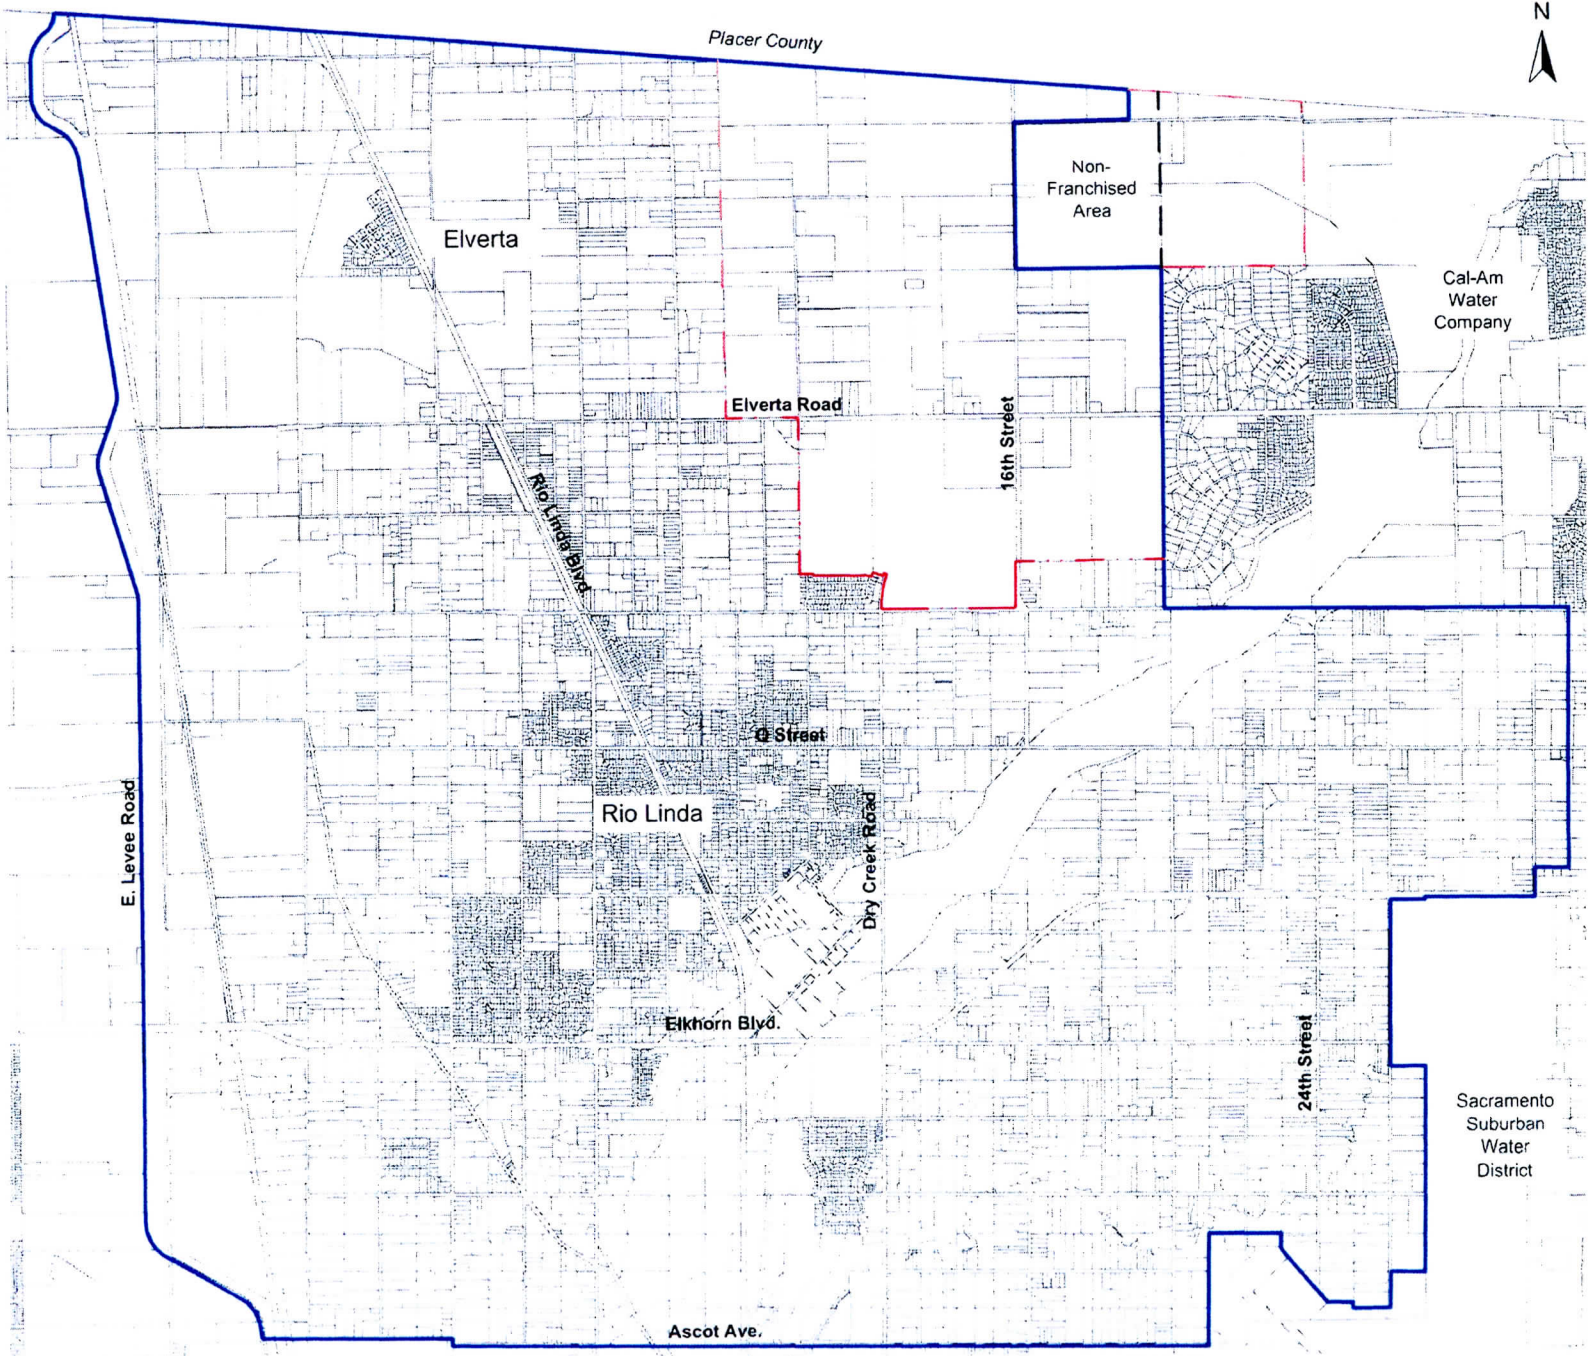 N
Placer County
Non-
Franchised
Area
Elverta
Cal-Am
Water
Company
Elverta Road
16th Street
Rio Linda Blvd
Q Street
Rio Linda
E. Levee Road
Dry Creek Road
Elkhorn Blvd.
24th Street
Sacramento
Suburban
Water
District
Ascot Ave.